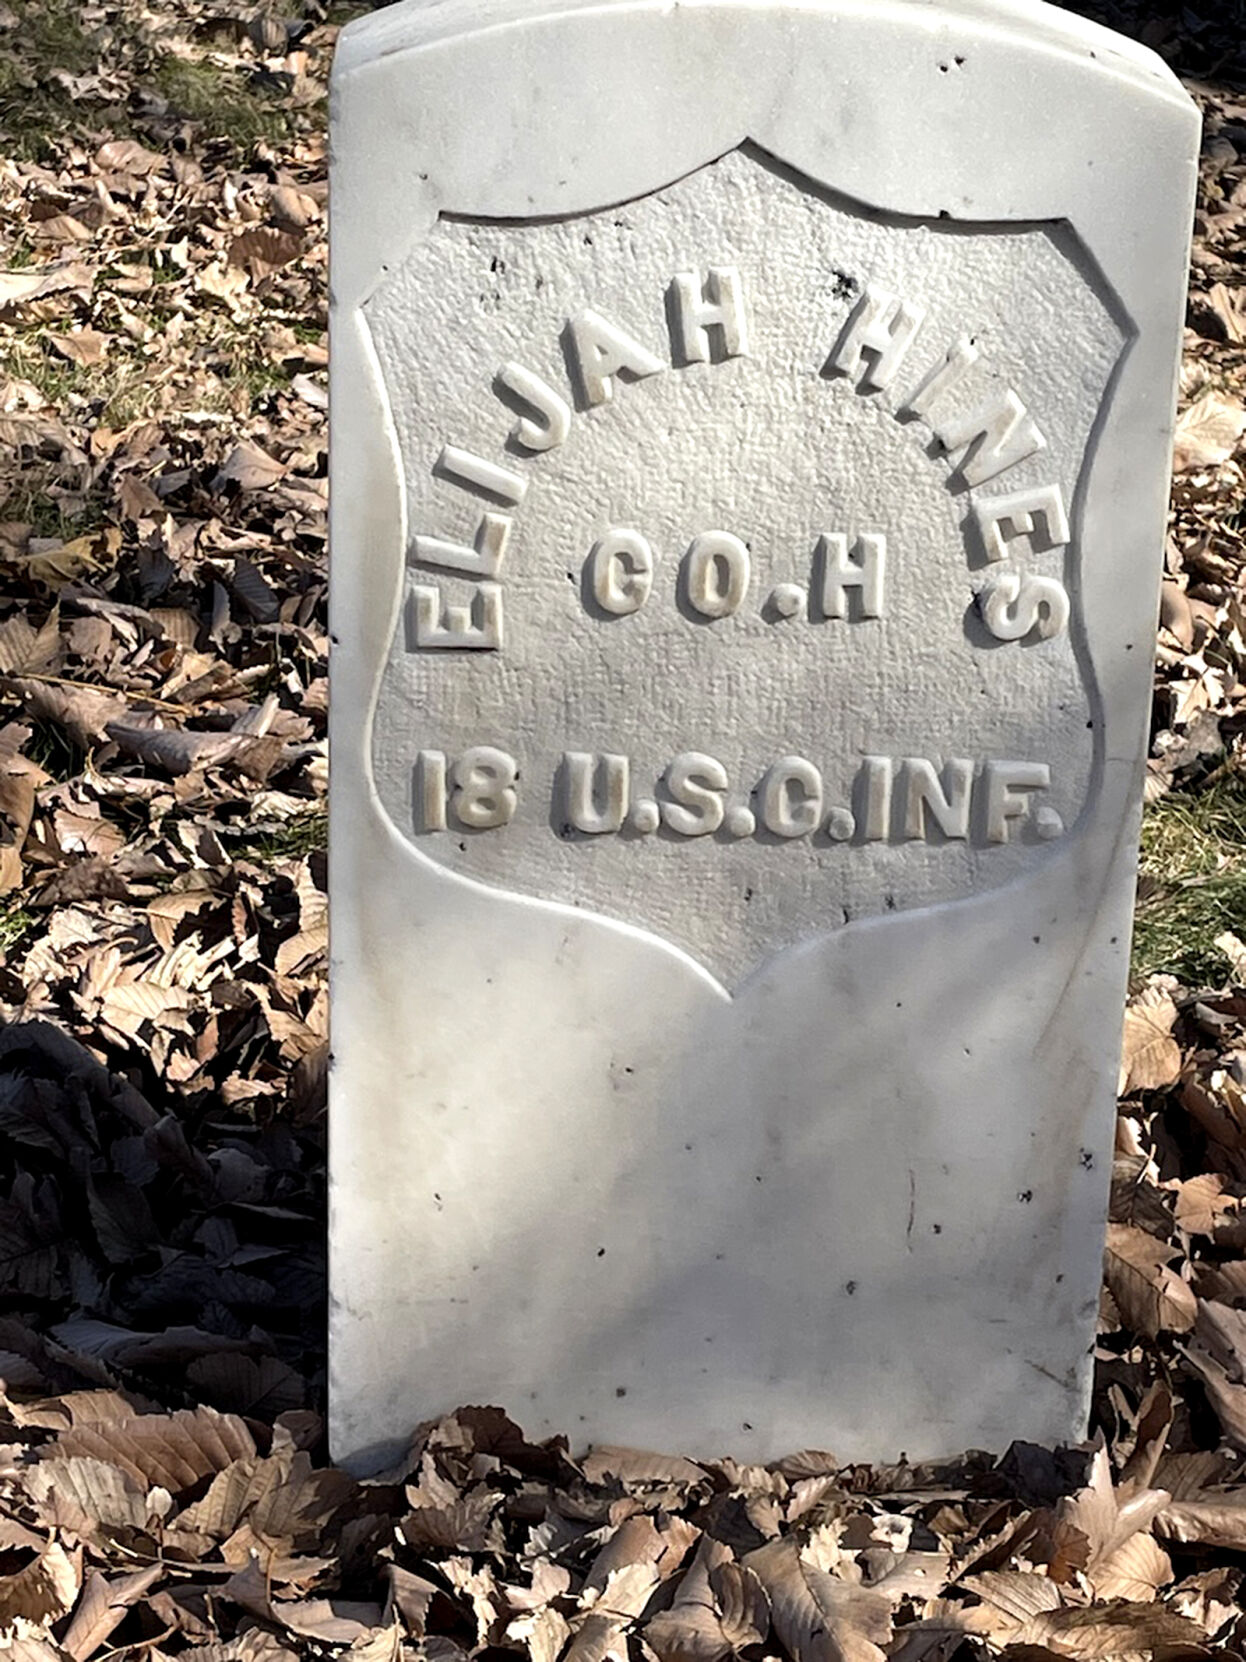 ELIJAH HINES
CO. H
18 U.S.C. INF.